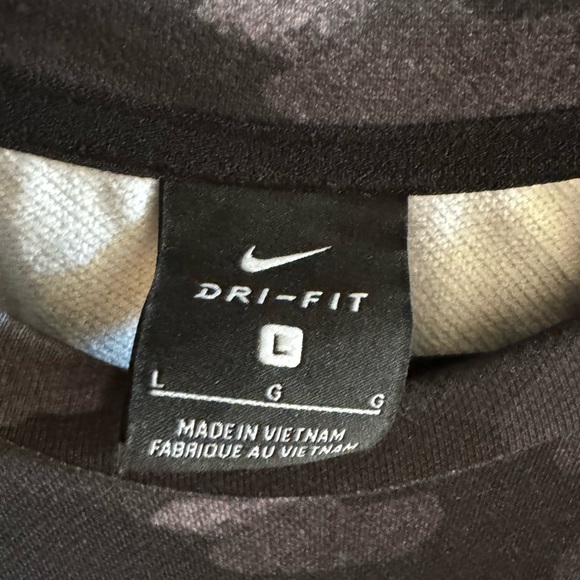 DRI-FIT
L
L G G
MADE IN VIETNAM
FABRIQUE AU VIETNAM